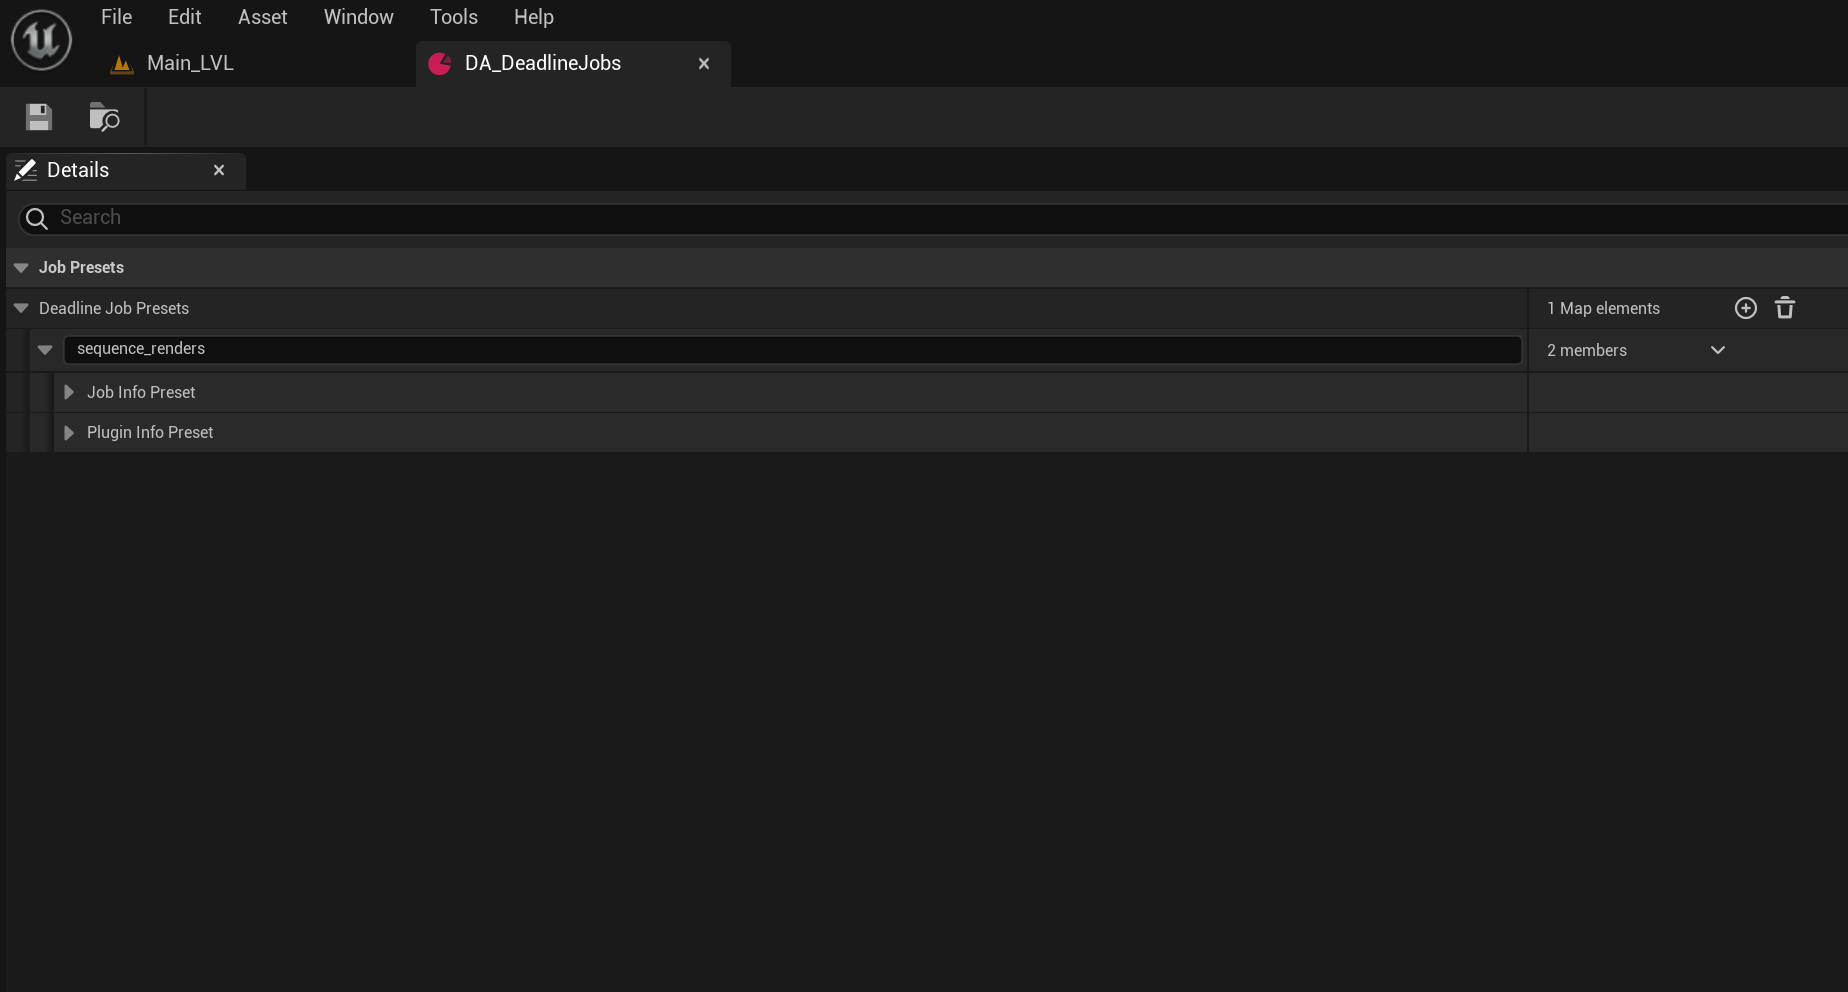 File Edit Asset Window Tools Help
Main_LVL DA_DeadlineJobs
Details
Search
Job Presets
Deadline Job Presets 1 Map elements
sequence_renders 2 members
Job Info Preset
Plugin Info Preset